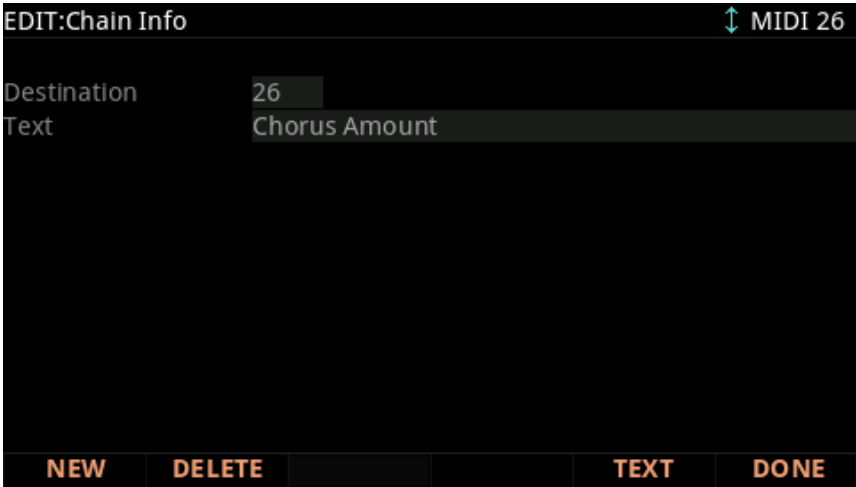 EDIT:Chain Info ↕ MIDI 26
Destination 26
Text Chorus Amount
NEW DELETE TEXT DONE